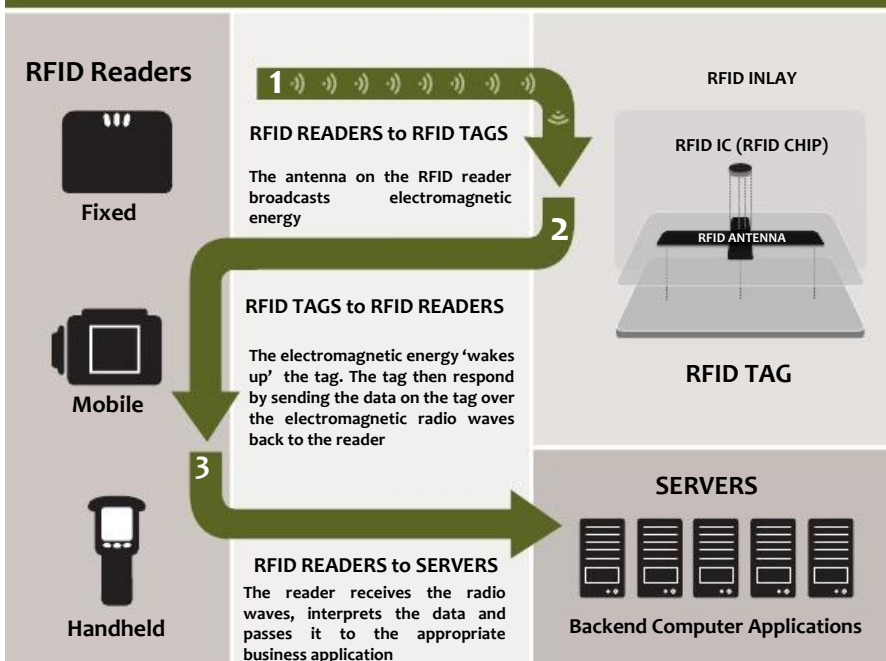 RFID Readers
Fixed
Mobile
Handheld
1
RFID READERS to RFID TAGS
The antenna on the RFID reader
broadcasts electromagnetic
energy
2
RFID TAGS to RFID READERS
The electromagnetic energy ‘wakes
up’ the tag. The tag then respond
by sending the data on the tag over
the electromagnetic radio waves
back to the reader
3
RFID READERS to SERVERS
The reader receives the radio
waves, interprets the data and
passes it to the appropriate
business application
RFID INLAY
RFID IC (RFID CHIP)
RFID ANTENNA
RFID TAG
SERVERS
Backend Computer Applications